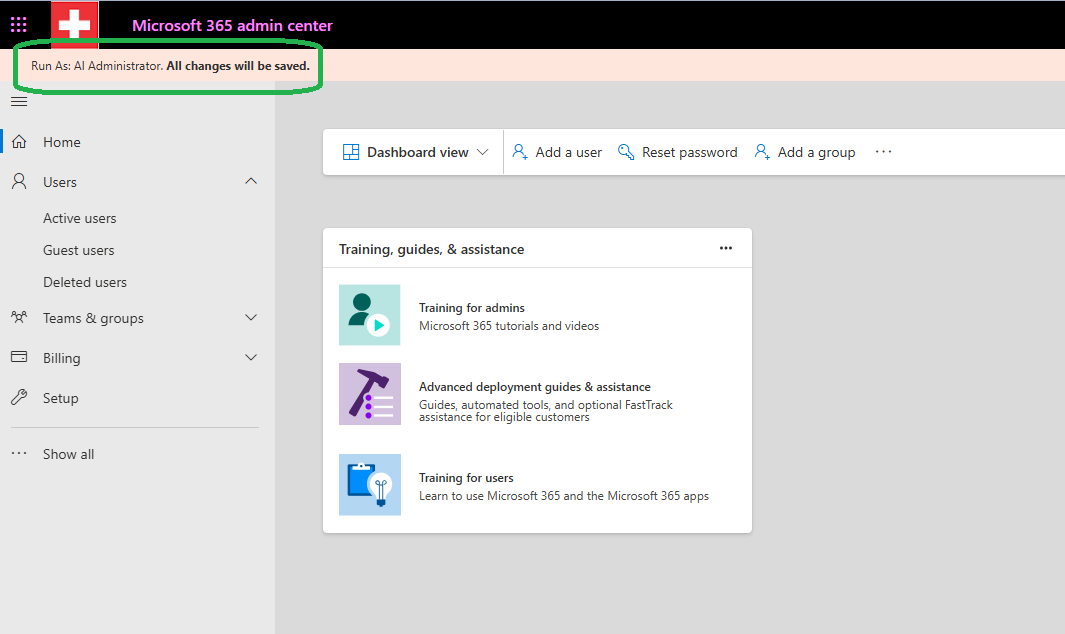 Microsoft 365 admin center
Run As: AI Administrator. All changes will be saved.
Home
Users
Active users
Guest users
Deleted users
Teams & groups
Billing
Setup
Show all
Dashboard view
Add a user
Reset password
Add a group
Training, guides, & assistance
Training for admins
Microsoft 365 tutorials and videos
Advanced deployment guides & assistance
Guides, automated tools, and optional FastTrack
assistance for eligible customers
Training for users
Learn to use Microsoft 365 and the Microsoft 365 apps